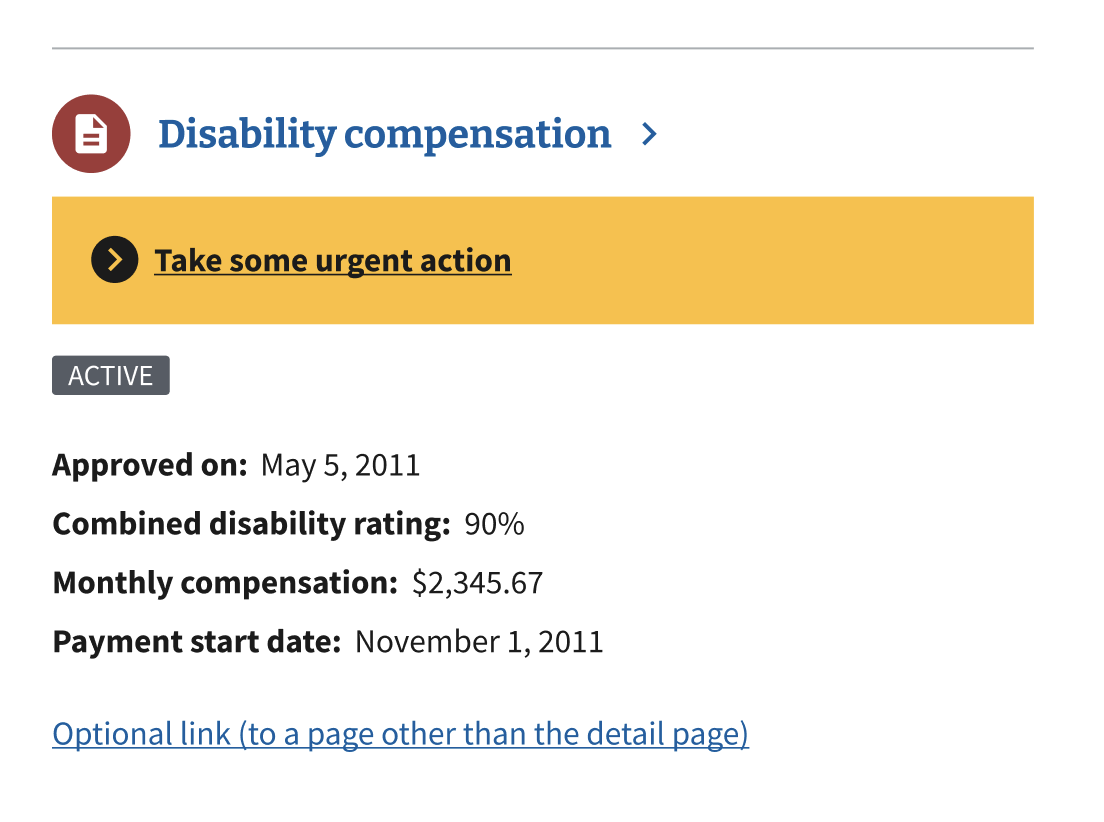 Disability compensation
Take some urgent action
ACTIVE
Approved on: May 5, 2011
Combined disability rating: 90%
Monthly compensation: $2,345.67
Payment start date: November 1, 2011
Optional link (to a page other than the detail page)